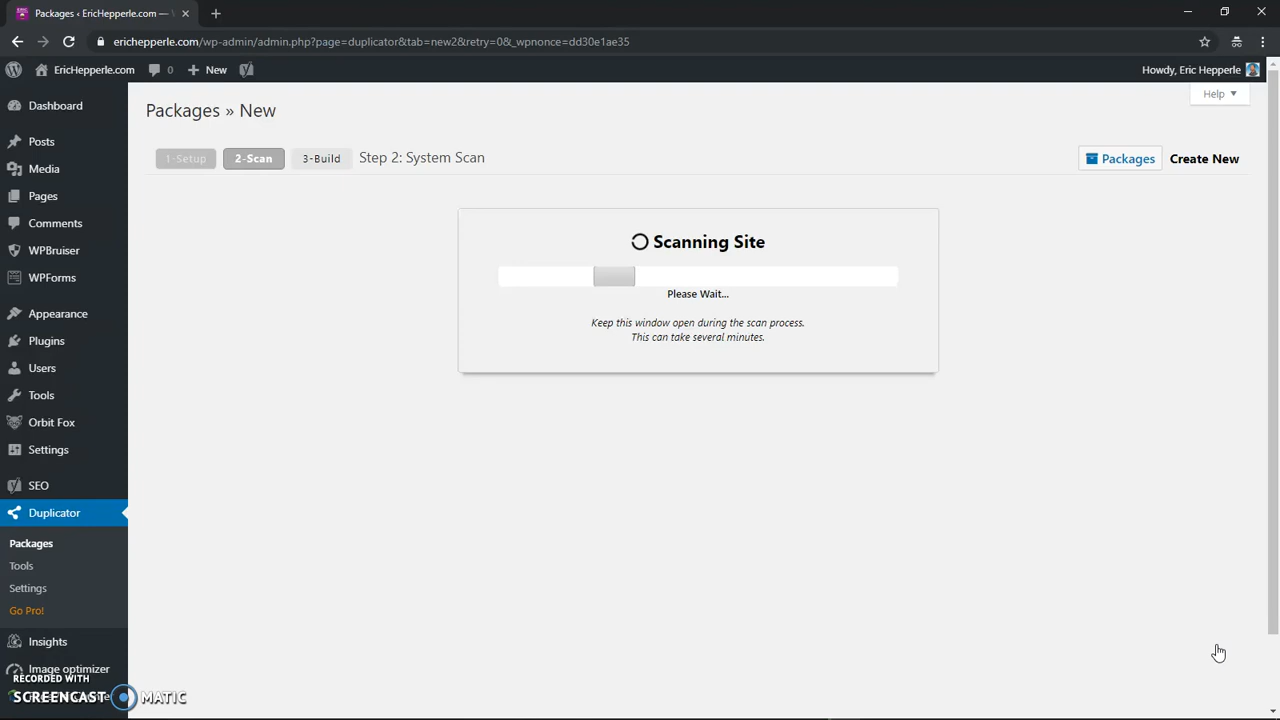 Packages ‹ EricHepperle.com —
erichepperle.com/wp-admin/admin.php?page=duplicator&tab=new2&retry=0&_wpnonce=dd30e1ae35
EricHepperle.com
0
New
Howdy, Eric Hepperle
Help
Dashboard
Posts
Media
Pages
Comments
WPBruiser
WPForms
Appearance
Plugins
Users
Tools
Orbit Fox
Settings
SEO
Duplicator
Packages
Tools
Settings
Go Pro!
Insights
Image optimizer
Packages » New
1-Setup
2-Scan
3-Build
Step 2: System Scan
Packages
Create New
Scanning Site
Please Wait...
Keep this window open during the scan process.
This can take several minutes.
RECORDED WITH
SCREENCAST MATIC